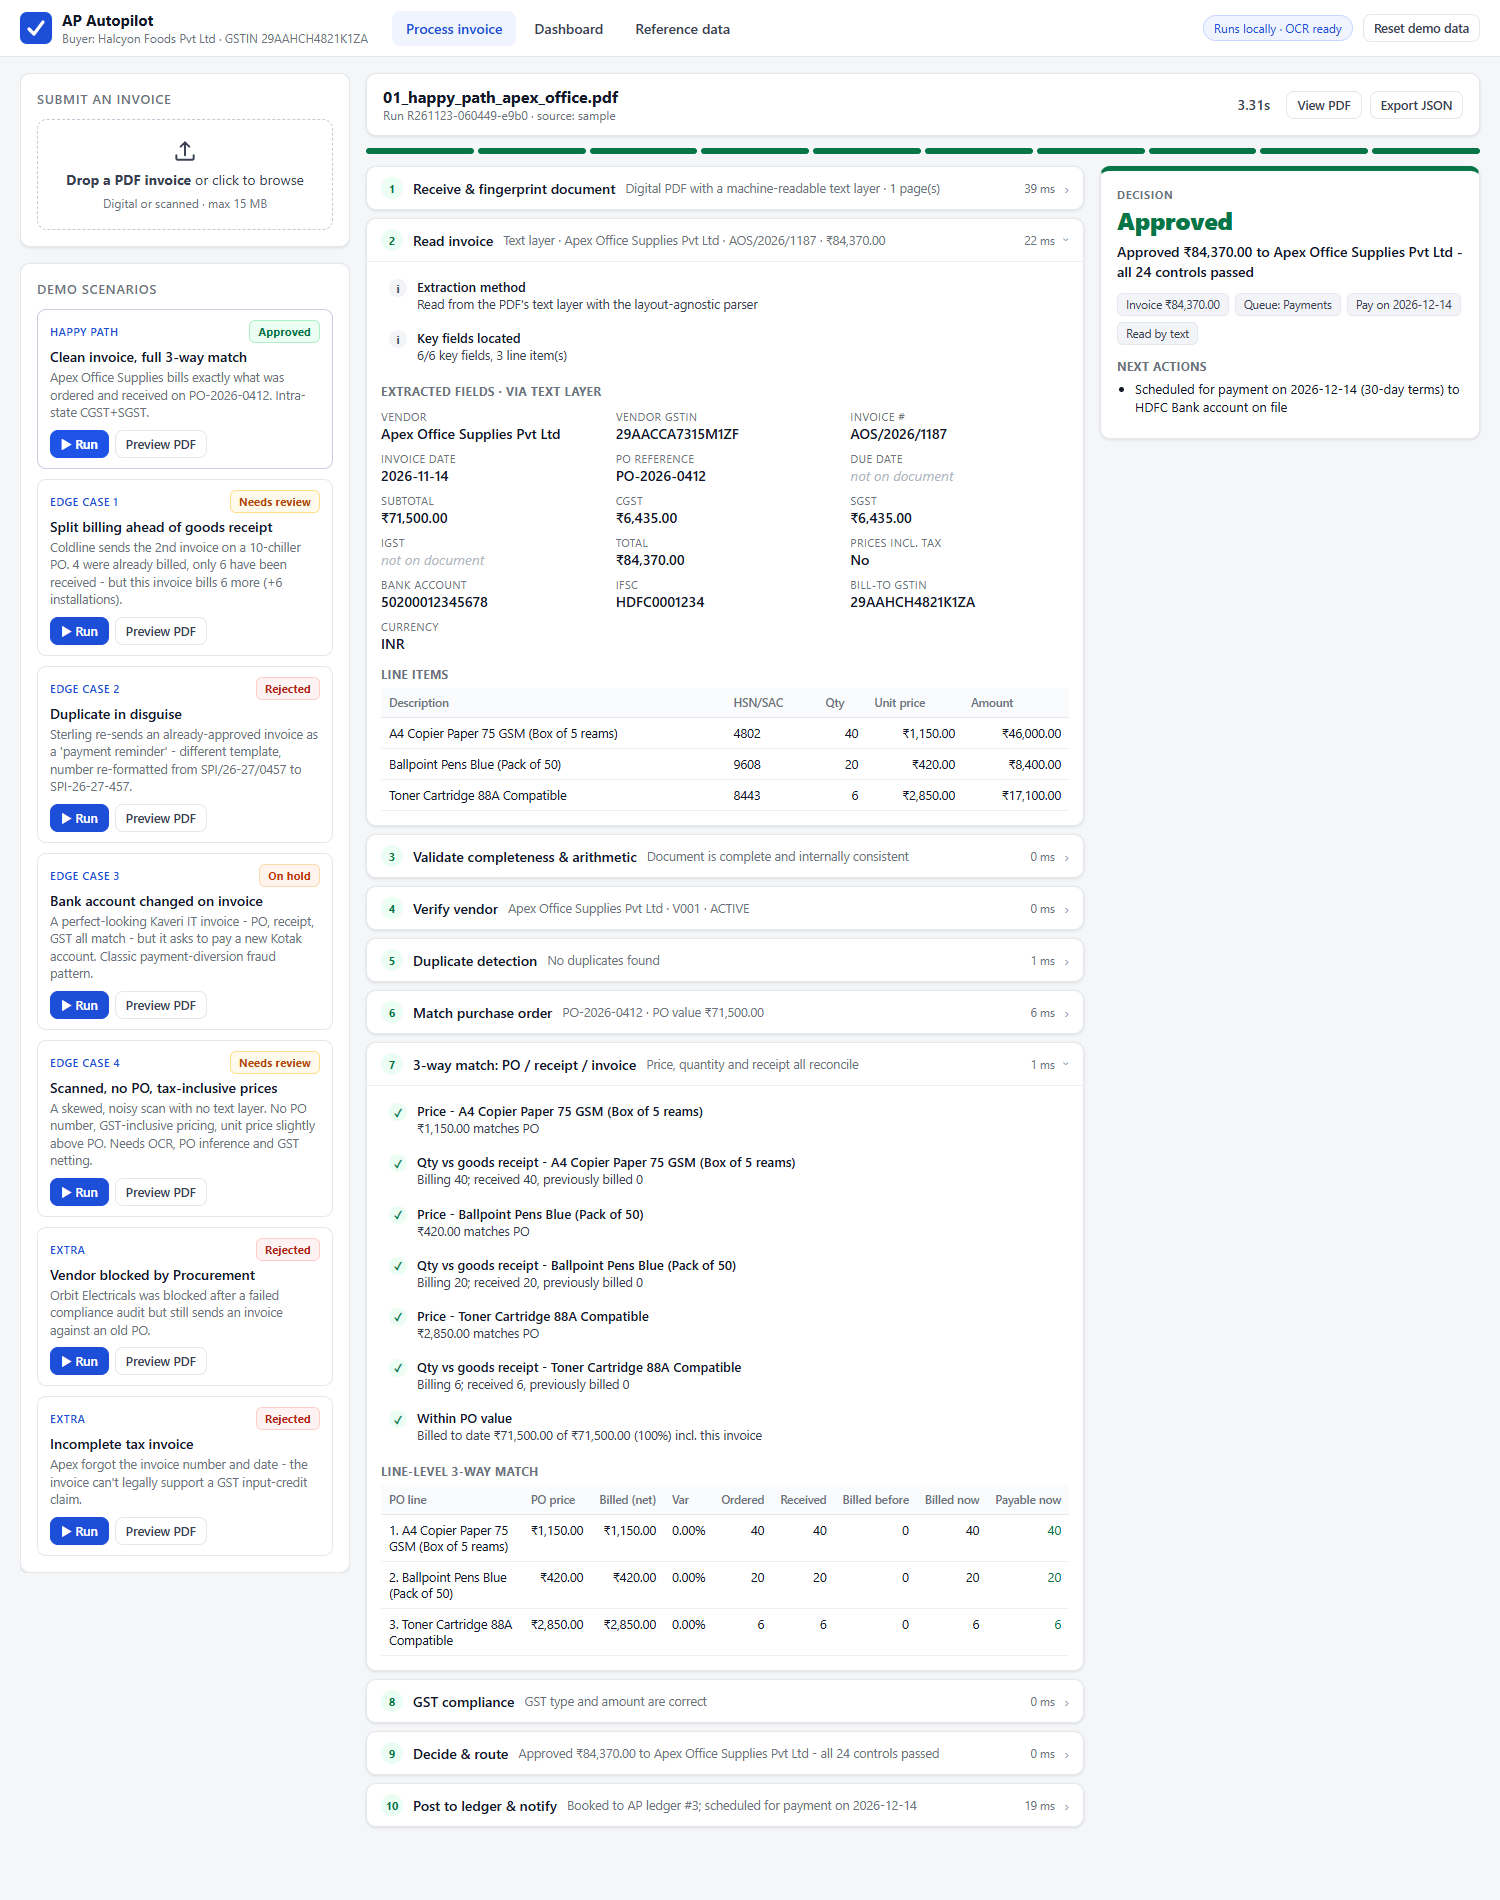 AP Autopilot
Buyer: Halcyon Foods Pvt Ltd · GSTIN 29AAHCH4821K1ZA
Process invoice
Dashboard
Reference data
Runs locally · OCR ready
Reset demo data
SUBMIT AN INVOICE
Drop a PDF invoice or click to browse
Digital or scanned · max 15 MB
DEMO SCENARIOS
HAPPY PATH
Approved
Clean invoice, full 3-way match
Apex Office Supplies bills exactly what was
ordered and received on PO-2026-0412. Intra-
state CGST+SGST.
▶ Run
Preview PDF
EDGE CASE 1
Needs review
Split billing ahead of goods receipt
Coldline sends the 2nd invoice on a 10-chiller
PO. 4 were already billed, only 6 have been
received - but this invoice bills 6 more (+6
installations).
▶ Run
Preview PDF
EDGE CASE 2
Rejected
Duplicate in disguise
Sterling re-sends an already-approved invoice as
a 'payment reminder' - different template,
number re-formatted from SPI/26-27/0457 to
SPI-26-27-457.
▶ Run
Preview PDF
EDGE CASE 3
On hold
Bank account changed on invoice
A perfect-looking Kaveri IT invoice - PO, receipt,
GST all match - but it asks to pay a new Kotak
account. Classic payment-diversion fraud
pattern.
▶ Run
Preview PDF
EDGE CASE 4
Needs review
Scanned, no PO, tax-inclusive prices
A skewed, noisy scan with no text layer. No PO
number, GST-inclusive pricing, unit price slightly
above PO. Needs OCR, PO inference and GST
netting.
▶ Run
Preview PDF
EXTRA
Rejected
Vendor blocked by Procurement
Orbit Electricals was blocked after a failed
compliance audit but still sends an invoice
against an old PO.
▶ Run
Preview PDF
EXTRA
Rejected
Incomplete tax invoice
Apex forgot the invoice number and date - the
invoice can't legally support a GST input-credit
claim.
▶ Run
Preview PDF
01_happy_path_apex_office.pdf
Run R261123-060449-e9b0 · source: sample
3.31s
View PDF
Export JSON
1 Receive & fingerprint document Digital PDF with a machine-readable text layer · 1 page(s) 39 ms
2 Read invoice Text layer · Apex Office Supplies Pvt Ltd · AOS/2026/1187 · ₹84,370.00 22 ms
i Extraction method
Read from the PDF's text layer with the layout-agnostic parser
i Key fields located
6/6 key fields, 3 line item(s)
EXTRACTED FIELDS · VIA TEXT LAYER
VENDOR VENDOR GSTIN INVOICE #
Apex Office Supplies Pvt Ltd 29AACCA7315M1ZF AOS/2026/1187
INVOICE DATE PO REFERENCE DUE DATE
2026-11-14 PO-2026-0412 not on document
SUBTOTAL CGST SGST
₹71,500.00 ₹6,435.00 ₹6,435.00
IGST TOTAL PRICES INCL. TAX
not on document ₹84,370.00 No
BANK ACCOUNT IFSC BILL-TO GSTIN
50200012345678 HDFC0001234 29AAHCH4821K1ZA
CURRENCY
INR
LINE ITEMS
Description HSN/SAC Qty Unit price Amount
A4 Copier Paper 75 GSM (Box of 5 reams) 4802 40 ₹1,150.00 ₹46,000.00
Ballpoint Pens Blue (Pack of 50) 9608 20 ₹420.00 ₹8,400.00
Toner Cartridge 88A Compatible 8443 6 ₹2,850.00 ₹17,100.00
3 Validate completeness & arithmetic Document is complete and internally consistent 0 ms
4 Verify vendor Apex Office Supplies Pvt Ltd · V001 · ACTIVE 0 ms
5 Duplicate detection No duplicates found 1 ms
6 Match purchase order PO-2026-0412 · PO value ₹71,500.00 6 ms
7 3-way match: PO / receipt / invoice Price, quantity and receipt all reconcile 1 ms
✓ Price - A4 Copier Paper 75 GSM (Box of 5 reams)
₹1,150.00 matches PO
✓ Qty vs goods receipt - A4 Copier Paper 75 GSM (Box of 5 reams)
Billing 40; received 40, previously billed 0
✓ Price - Ballpoint Pens Blue (Pack of 50)
₹420.00 matches PO
✓ Qty vs goods receipt - Ballpoint Pens Blue (Pack of 50)
Billing 20; received 20, previously billed 0
✓ Price - Toner Cartridge 88A Compatible
₹2,850.00 matches PO
✓ Qty vs goods receipt - Toner Cartridge 88A Compatible
Billing 6; received 6, previously billed 0
✓ Within PO value
Billed to date ₹71,500.00 of ₹71,500.00 (100%) incl. this invoice
LINE-LEVEL 3-WAY MATCH
PO line PO price Billed (net) Var Ordered Received Billed before Billed now Payable now
1. A4 Copier Paper 75 ₹1,150.00 ₹1,150.00 0.00% 40 40 0 40 40
GSM (Box of 5 reams)
2. Ballpoint Pens Blue ₹420.00 ₹420.00 0.00% 20 20 0 20 20
(Pack of 50)
3. Toner Cartridge 88A ₹2,850.00 ₹2,850.00 0.00% 6 6 0 6 6
Compatible
8 GST compliance GST type and amount are correct 0 ms
9 Decide & route Approved ₹84,370.00 to Apex Office Supplies Pvt Ltd - all 24 controls passed 0 ms
10 Post to ledger & notify Booked to AP ledger #3; scheduled for payment on 2026-12-14 19 ms
DECISION
Approved
Approved ₹84,370.00 to Apex Office Supplies Pvt Ltd -
all 24 controls passed
Invoice ₹84,370.00
Queue: Payments
Pay on 2026-12-14
Read by text
NEXT ACTIONS
• Scheduled for payment on 2026-12-14 (30-day terms) to
HDFC Bank account on file